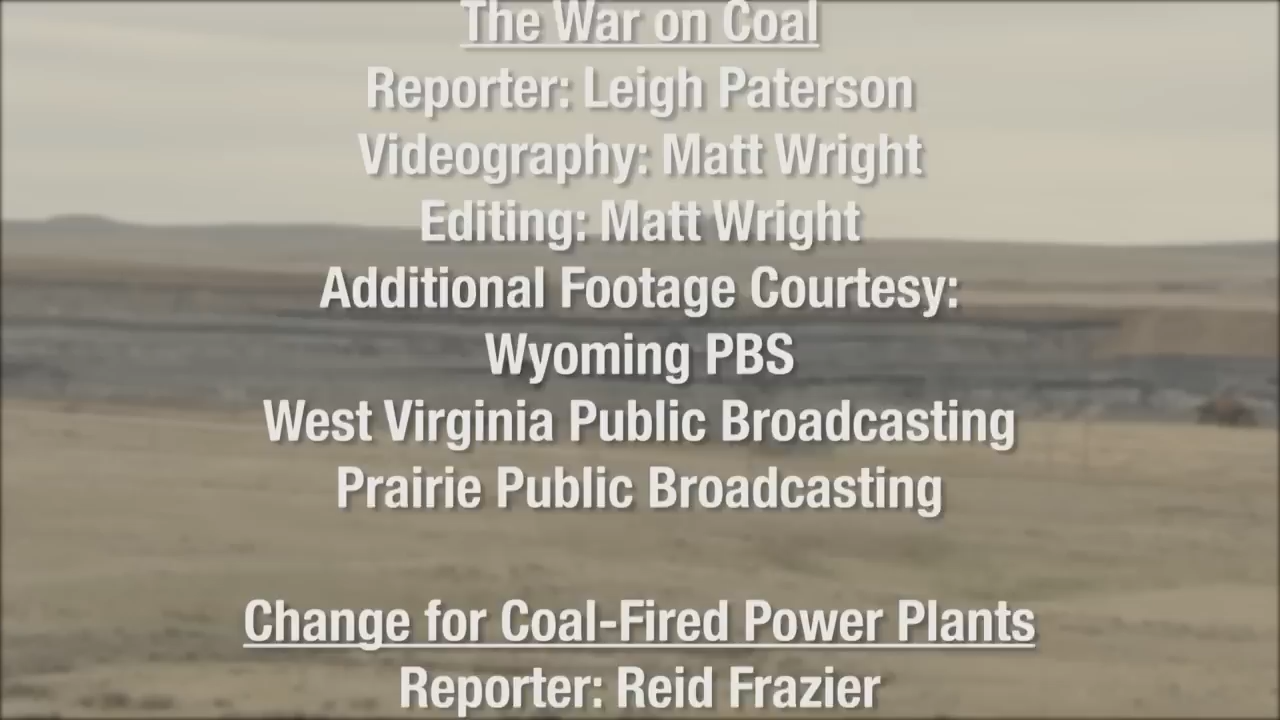 The War on Coal
Reporter: Leigh Paterson
Videography: Matt Wright
Editing: Matt Wright
Additional Footage Courtesy:
Wyoming PBS
West Virginia Public Broadcasting
Prairie Public Broadcasting
Change for Coal-Fired Power Plants
Reporter: Reid Frazier